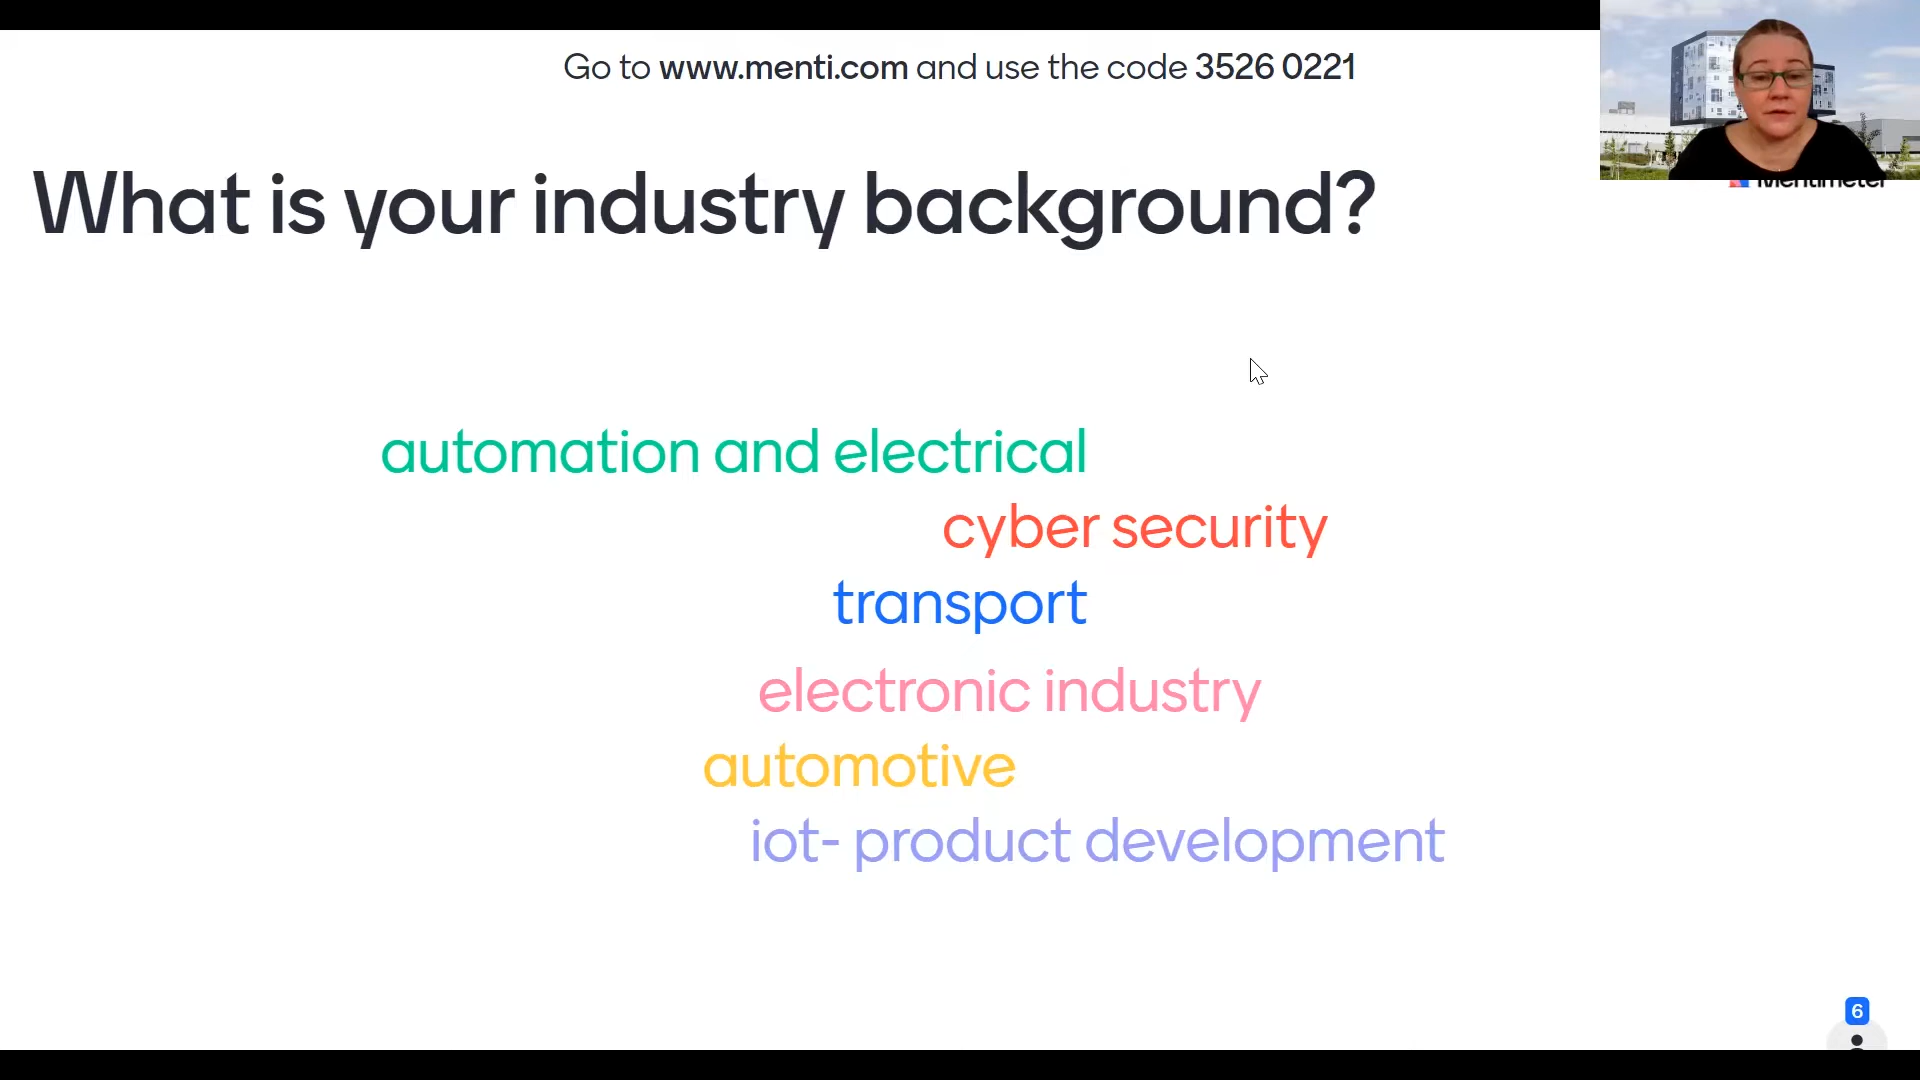 Go to www.menti.com and use the code 3526 0221
What is your industry background?
Mentimeter
automation and electrical
cyber security
transport
electronic industry
automotive
iot- product development
6